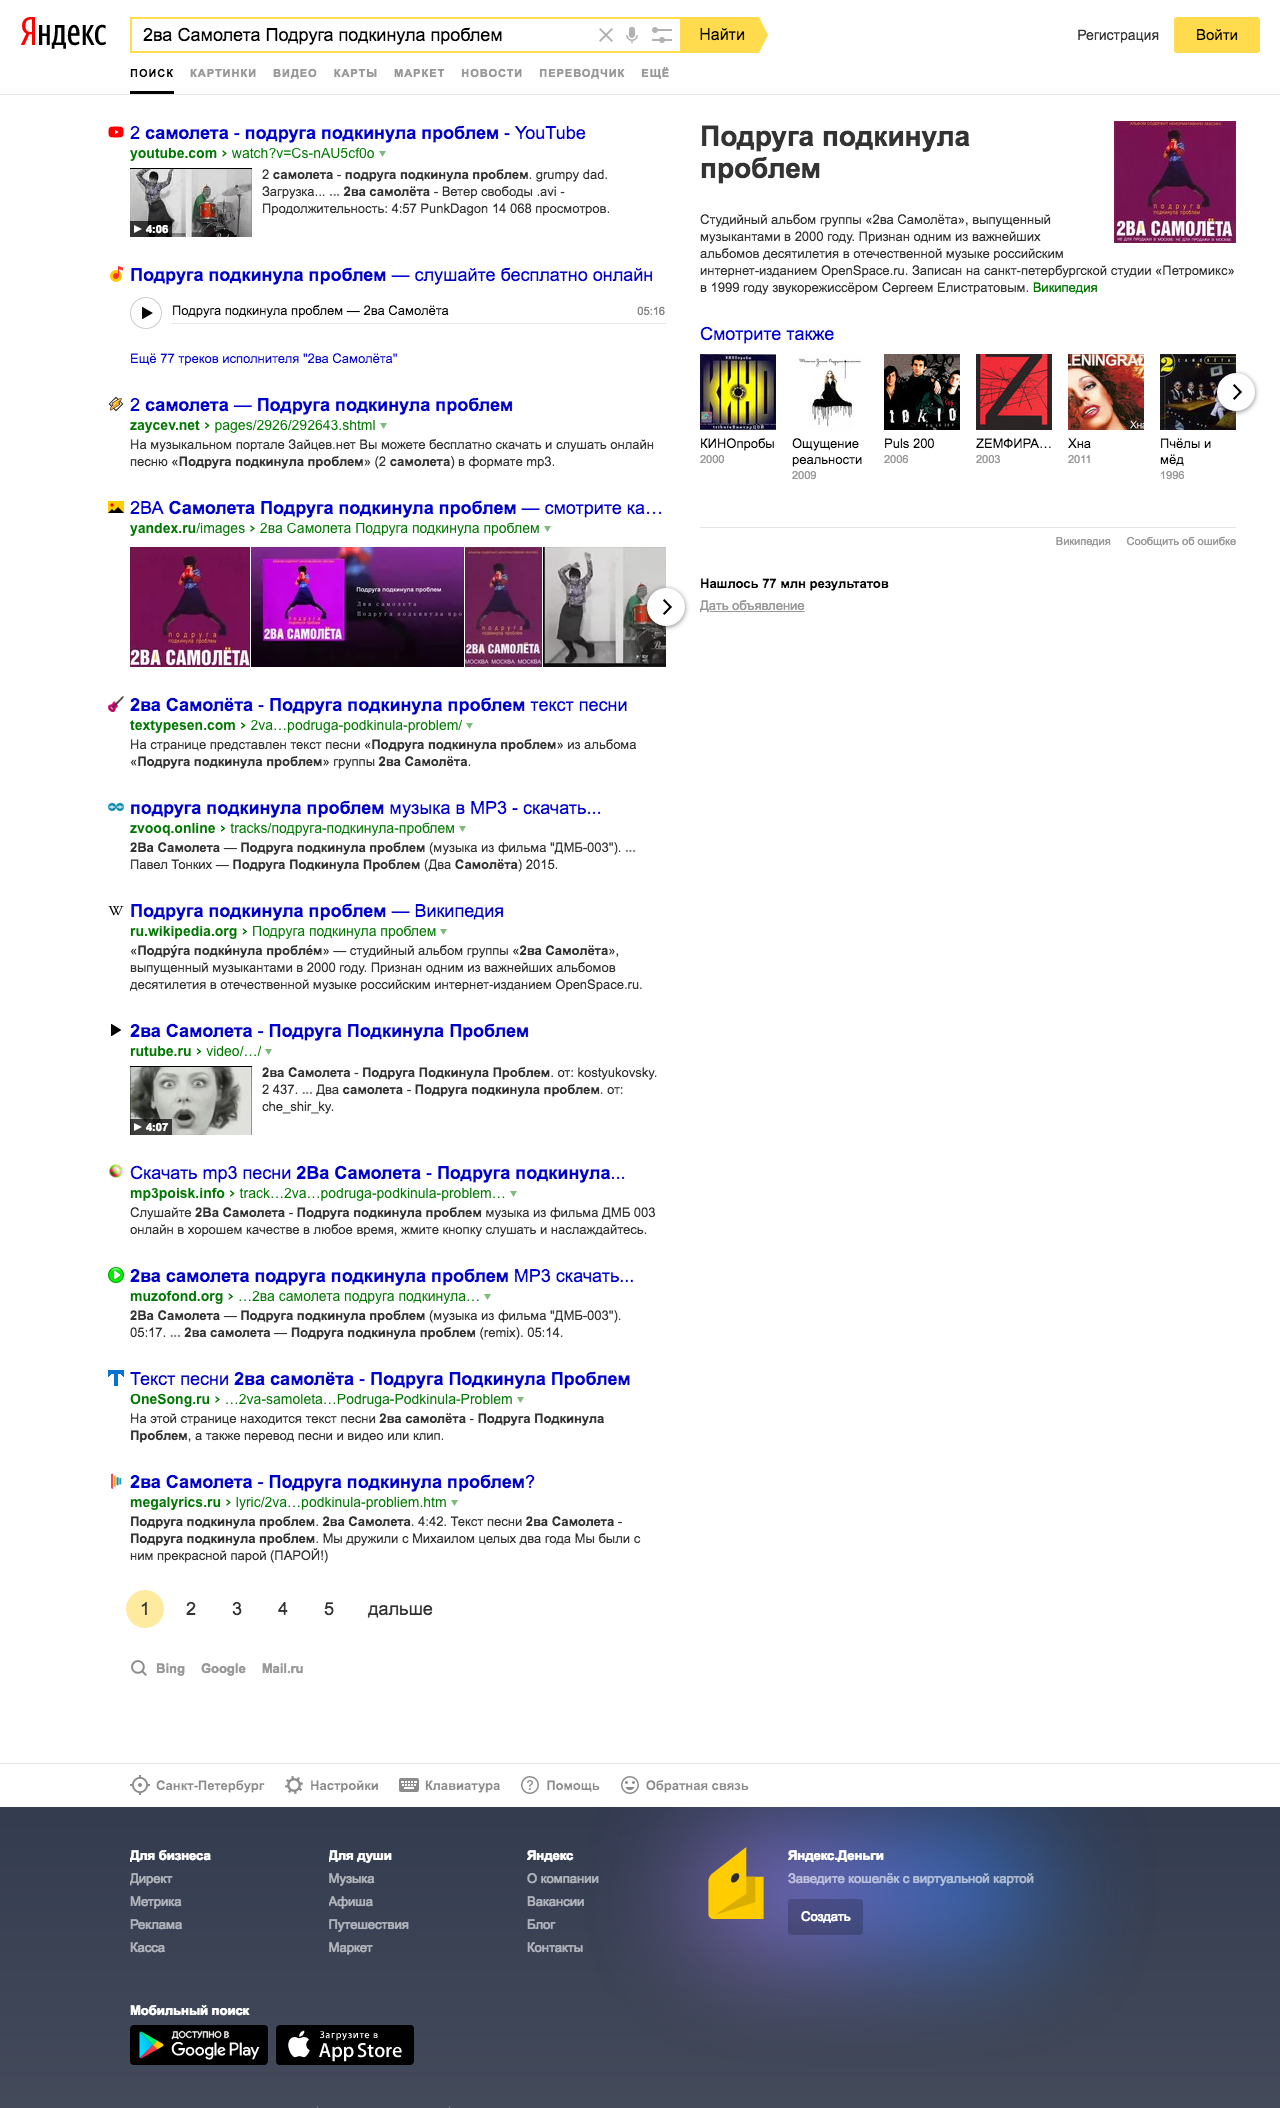 Яндекс
2ва Самолета Подруга подкинула проблем
Найти
Регистрация
Войти
ПОИСК КАРТИНКИ ВИДЕО КАРТЫ МАРКЕТ НОВОСТИ ПЕРЕВОДЧИК ЕЩЁ
2 самолета - подруга подкинула проблем - YouTube
youtube.com › watch?v=Cs-nAU5cf0o
2 самолета - подруга подкинула проблем. grumpy dad.
Загрузка... ... 2ва самолёта - Ветер свободы .avi -
Продолжительность: 4:57 PunkDagon 14 068 просмотров.
4:06
Подруга подкинула проблем — слушайте бесплатно онлайн
Подруга подкинула проблем — 2ва Самолёта 05:16
Ещё 77 треков исполнителя "2ва Самолёта"
2 самолета — Подруга подкинула проблем
zaycev.net › pages/2926/292643.shtml
На музыкальном портале Зайцев.нет Вы можете бесплатно скачать и слушать онлайн
песню «Подруга подкинула проблем» (2 самолета) в формате mp3.
2ВА Самолета Подруга подкинула проблем — смотрите ка...
yandex.ru/images › 2ва Самолета Подруга подкинула проблем
подруга
подкинула проблем
2ВА САМОЛЁТА
2ВА САМОЛЁТА
Подруга подкинула проблем
Два самолета
Подруга подкинула про
подруга
подкинула проблем
2ВА САМОЛЁТА
МОСКВА МОСКВА МОСКВА
2ва Самолёта - Подруга подкинула проблем текст песни
textypesen.com › 2va…podruga-podkinula-problem/
На странице представлен текст песни «Подруга подкинула проблем» из альбома
«Подруга подкинула проблем» группы 2ва Самолёта.
подруга подкинула проблем музыка в MP3 - скачать...
zvooq.online › tracks/подруга-подкинула-проблем
2Ва Самолета — Подруга подкинула проблем (музыка из фильма "ДМБ-003"). ...
Павел Тонких — Подруга Подкинула Проблем (Два Самолёта) 2015.
W Подруга подкинула проблем — Википедия
ru.wikipedia.org › Подруга подкинула проблем
«Подру́га подки́нула пробле́м» — студийный альбом группы «2ва Самолёта»,
выпущенный музыкантами в 2000 году. Признан одним из важнейших альбомов
десятилетия в отечественной музыке российским интернет-изданием OpenSpace.ru.
2ва Самолета - Подруга Подкинула Проблем
rutube.ru › video/…/
2ва Самолета - Подруга Подкинула Проблем. от: kostyukovsky.
2 437. ... Два самолета - Подруга подкинула проблем. от:
che_shir_ky.
4:07
Скачать mp3 песни 2Ва Самолета - Подруга подкинула...
mp3poisk.info › track…2va…podruga-podkinula-problem…
Слушайте 2Ва Самолета - Подруга подкинула проблем музыка из фильма ДМБ 003
онлайн в хорошем качестве в любое время, жмите кнопку слушать и наслаждайтесь.
2ва самолета подруга подкинула проблем MP3 скачать...
muzofond.org › …2ва самолета подруга подкинула…
2Ва Самолета — Подруга подкинула проблем (музыка из фильма "ДМБ-003").
05:17. ... 2ва самолета — Подруга подкинула проблем (remix). 05:14.
Текст песни 2ва самолёта - Подруга Подкинула Проблем
OneSong.ru › …2va-samoleta…Podruga-Podkinula-Problem
На этой странице находится текст песни 2ва самолёта - Подруга Подкинула
Проблем, а также перевод песни и видео или клип.
2ва Самолета - Подруга подкинула проблем?
megalyrics.ru › lyric/2va…podkinula-probliem.htm
Подруга подкинула проблем. 2ва Самолета. 4:42. Текст песни 2ва Самолета -
Подруга подкинула проблем. Мы дружили с Михаилом целых два года Мы были с
ним прекрасной парой (ПАРОЙ!)
1 2 3 4 5 дальше
Bing Google Mail.ru
Подруга подкинула
проблем
подруга
подкинула проблем
2ВА САМОЛЁТА
Студийный альбом группы «2ва Самолёта», выпущенный
музыкантами в 2000 году. Признан одним из важнейших
альбомов десятилетия в отечественной музыке российским
интернет-изданием OpenSpace.ru. Записан на санкт-петербургской студии «Петромикс»
в 1999 году звукорежиссёром Сергеем Елистратовым. Википедия
Смотрите также
КИНО
TOKIO
LENINGRAD
Хна
КИНОпробы
2000
Ощущение
реальности
2009
Puls 200
2006
ZЕМФИРА...
2003
Хна
2011
Пчёлы и
мёд
1996
Википедия Сообщить об ошибке
Нашлось 77 млн результатов
Дать объявление
Санкт-Петербург Настройки Клавиатура Помощь Обратная связь
Для бизнеса
Директ
Метрика
Реклама
Касса
Для души
Музыка
Афиша
Путешествия
Маркет
Яндекс
О компании
Вакансии
Блог
Контакты
Яндекс.Деньги
Заведите кошелёк с виртуальной картой
Создать
Мобильный поиск
ДОСТУПНО В
Google Play
Загрузите в
App Store